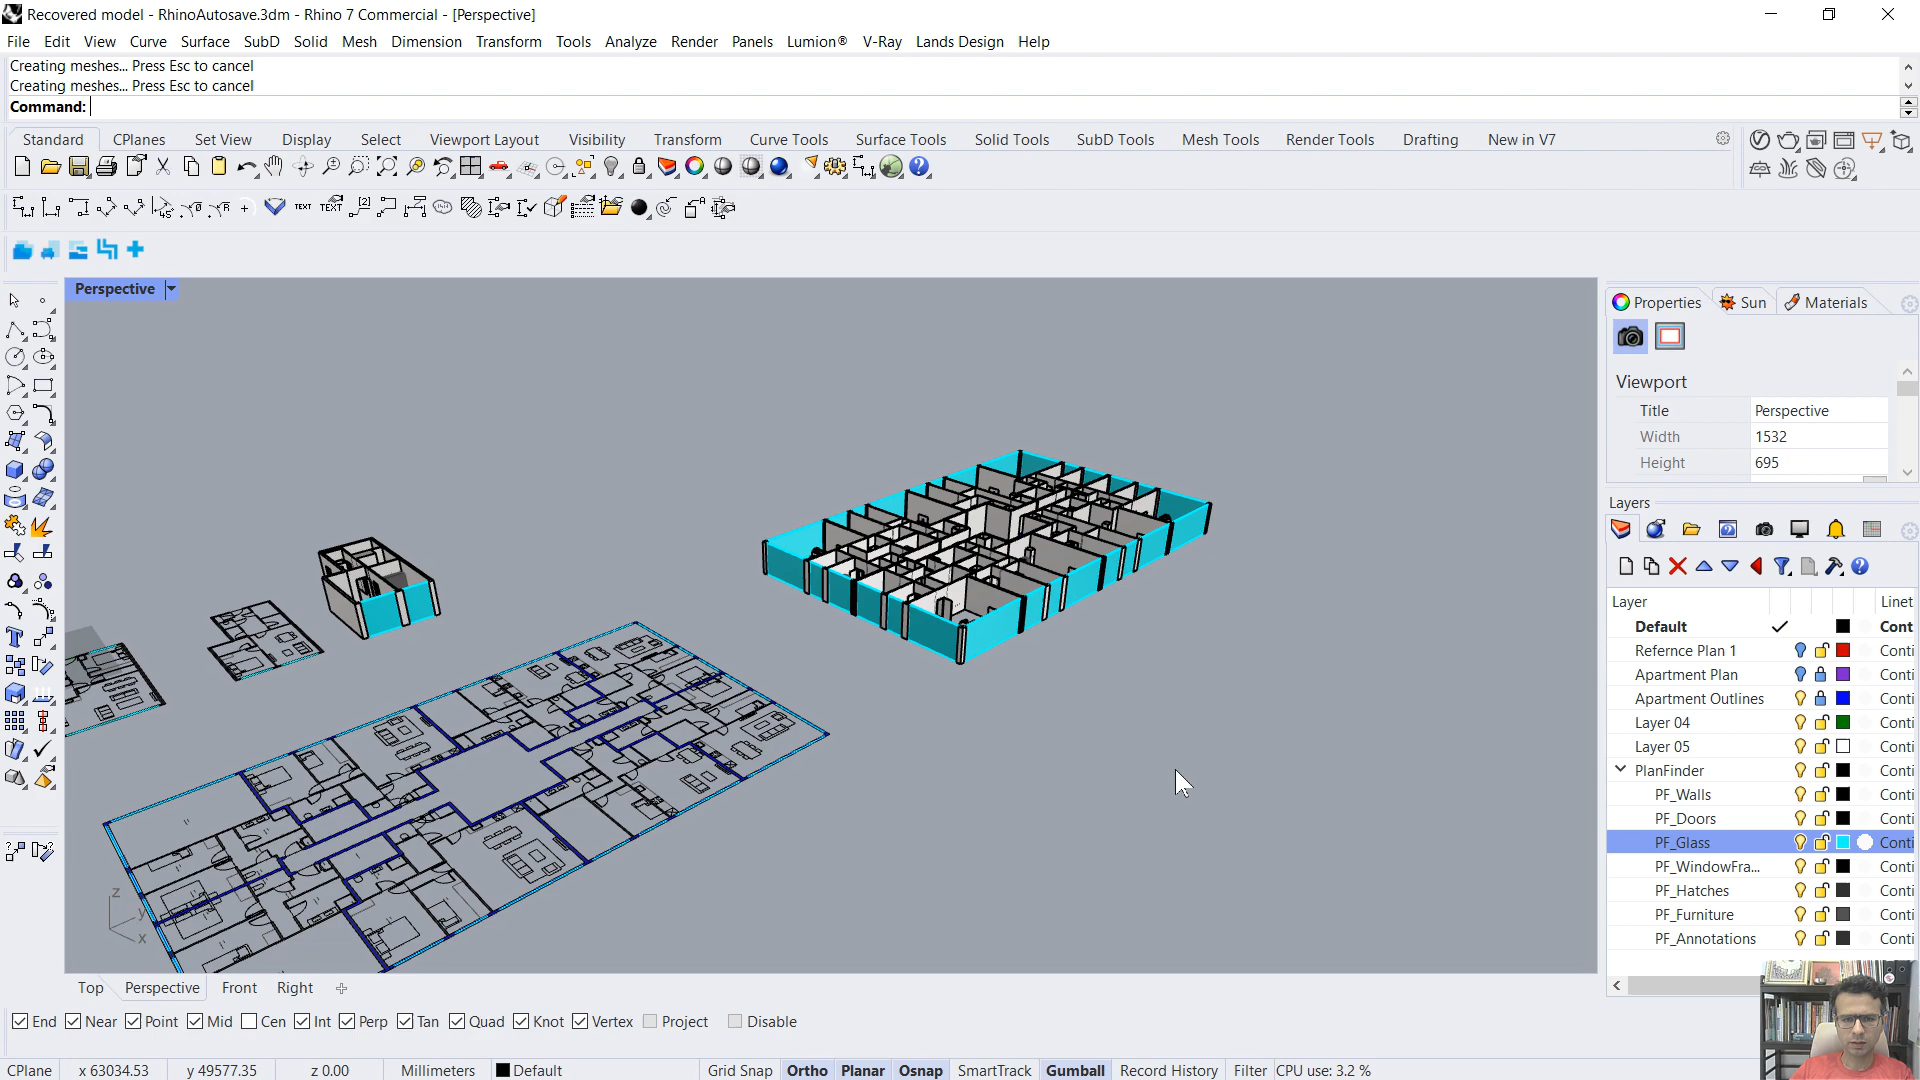 Recovered model - RhinoAutosave.3dm - Rhino 7 Commercial - [Perspective]
File Edit View Curve Surface SubD Solid Mesh Dimension Transform Tools Analyze Render Panels Lumion® V-Ray Lands Design Help
Creating meshes... Press Esc to cancel
Creating meshes... Press Esc to cancel
Command:
Standard CPlanes Set View Display Select Viewport Layout Visibility Transform Curve Tools Surface Tools Solid Tools SubD Tools Mesh Tools Render Tools Drafting New in V7
TEXT TEXT
Perspective
Properties Sun Materials
Viewport
Title Perspective
Width 1532
Height 695
Layers
Layer Linet
Default Cont
Refernce Plan 1 Conti
Apartment Plan Conti
Apartment Outlines Conti
Layer 04 Conti
Layer 05 Conti
PlanFinder Conti
PF_Walls Conti
PF_Doors Conti
PF_Glass Conti
PF_WindowFra... Conti
PF_Hatches Conti
PF_Furniture Conti
PF_Annotations Conti
z
y
x
Top Perspective Front Right
End Near Point Mid Cen Int Perp Tan Quad Knot Vertex Project Disable
CPlane x 63034.53 y 49577.35 z 0.00 Millimeters Default Grid Snap Ortho Planar Osnap SmartTrack Gumball Record History Filter CPU use: 3.2 %